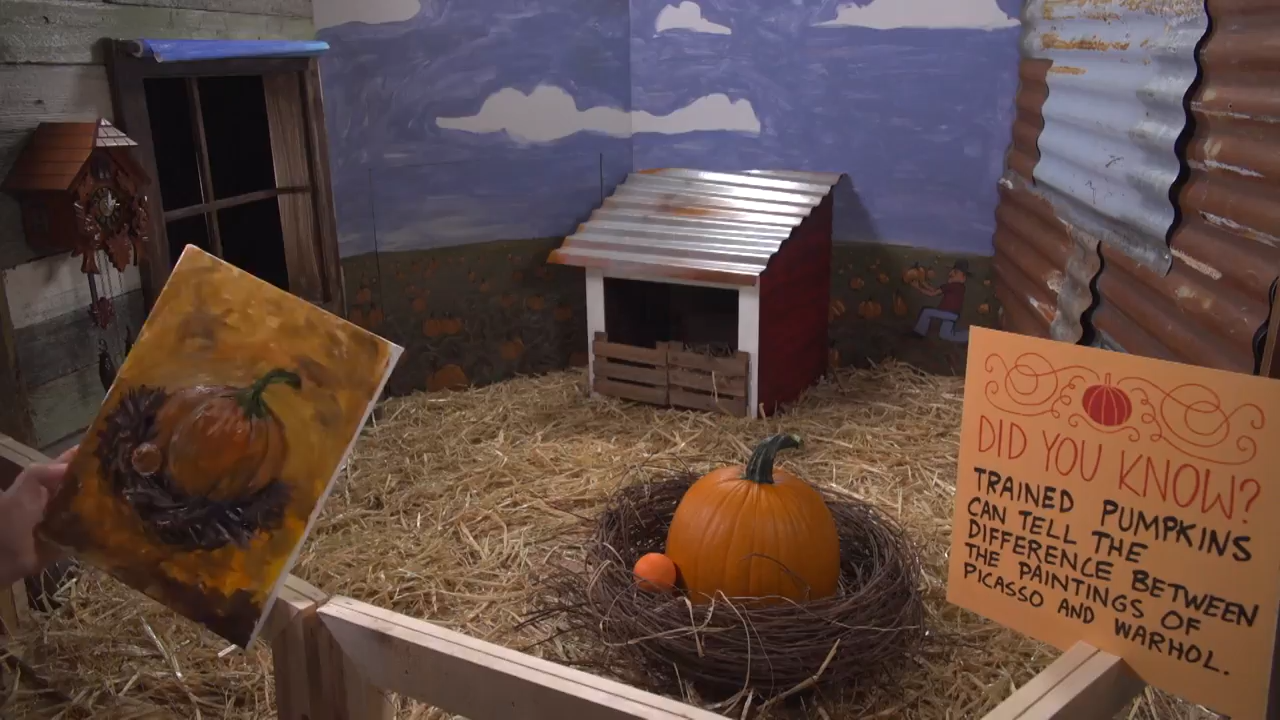 DID YOU KNOW?
TRAINED PUMPKINS
CAN TELL THE
DIFFERENCE BETWEEN
THE PAINTINGS OF
PICASSO AND WARHOL.